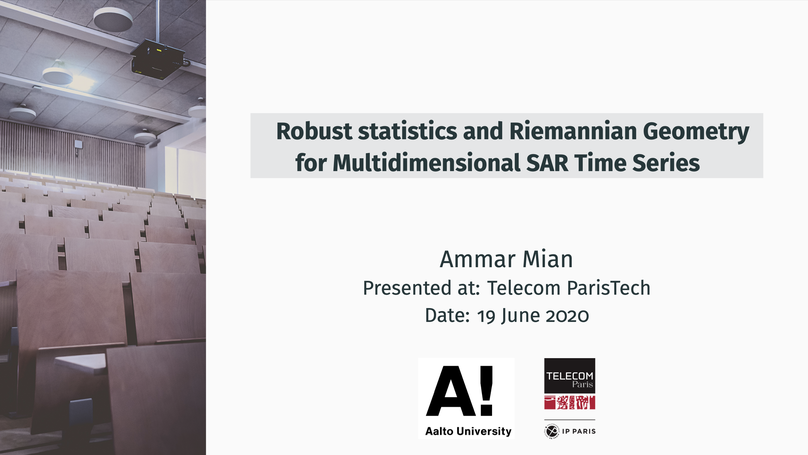 Robust statistics and Riemannian Geometry
for Multidimensional SAR Time Series
Ammar Mian
Presented at: Telecom ParisTech
Date: 19 June 2020
A!
Aalto University
TELECOM
Paris
IP PARIS